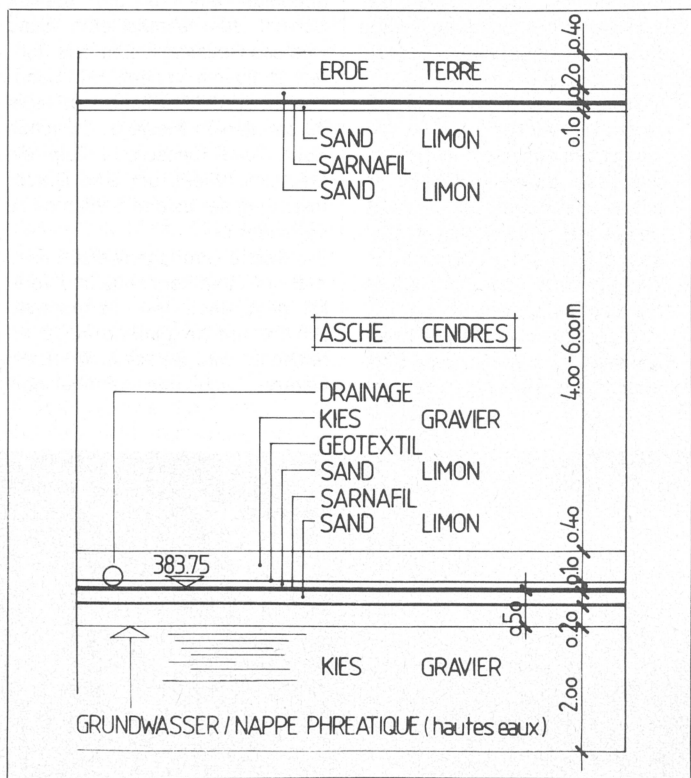 0.40
ERDE TERRE
0.20
0.10
SAND LIMON
SARNAFIL
SAND LIMON
ASCHE CENDRES
4.00-6.00m
DRAINAGE
KIES GRAVIER
GEOTEXTIL
SAND LIMON
SARNAFIL
SAND LIMON
0.40
383.75
0.10
0.50
0.20
KIES GRAVIER
2.00
GRUNDWASSER / NAPPE PHREATIQUE (hautes eaux)